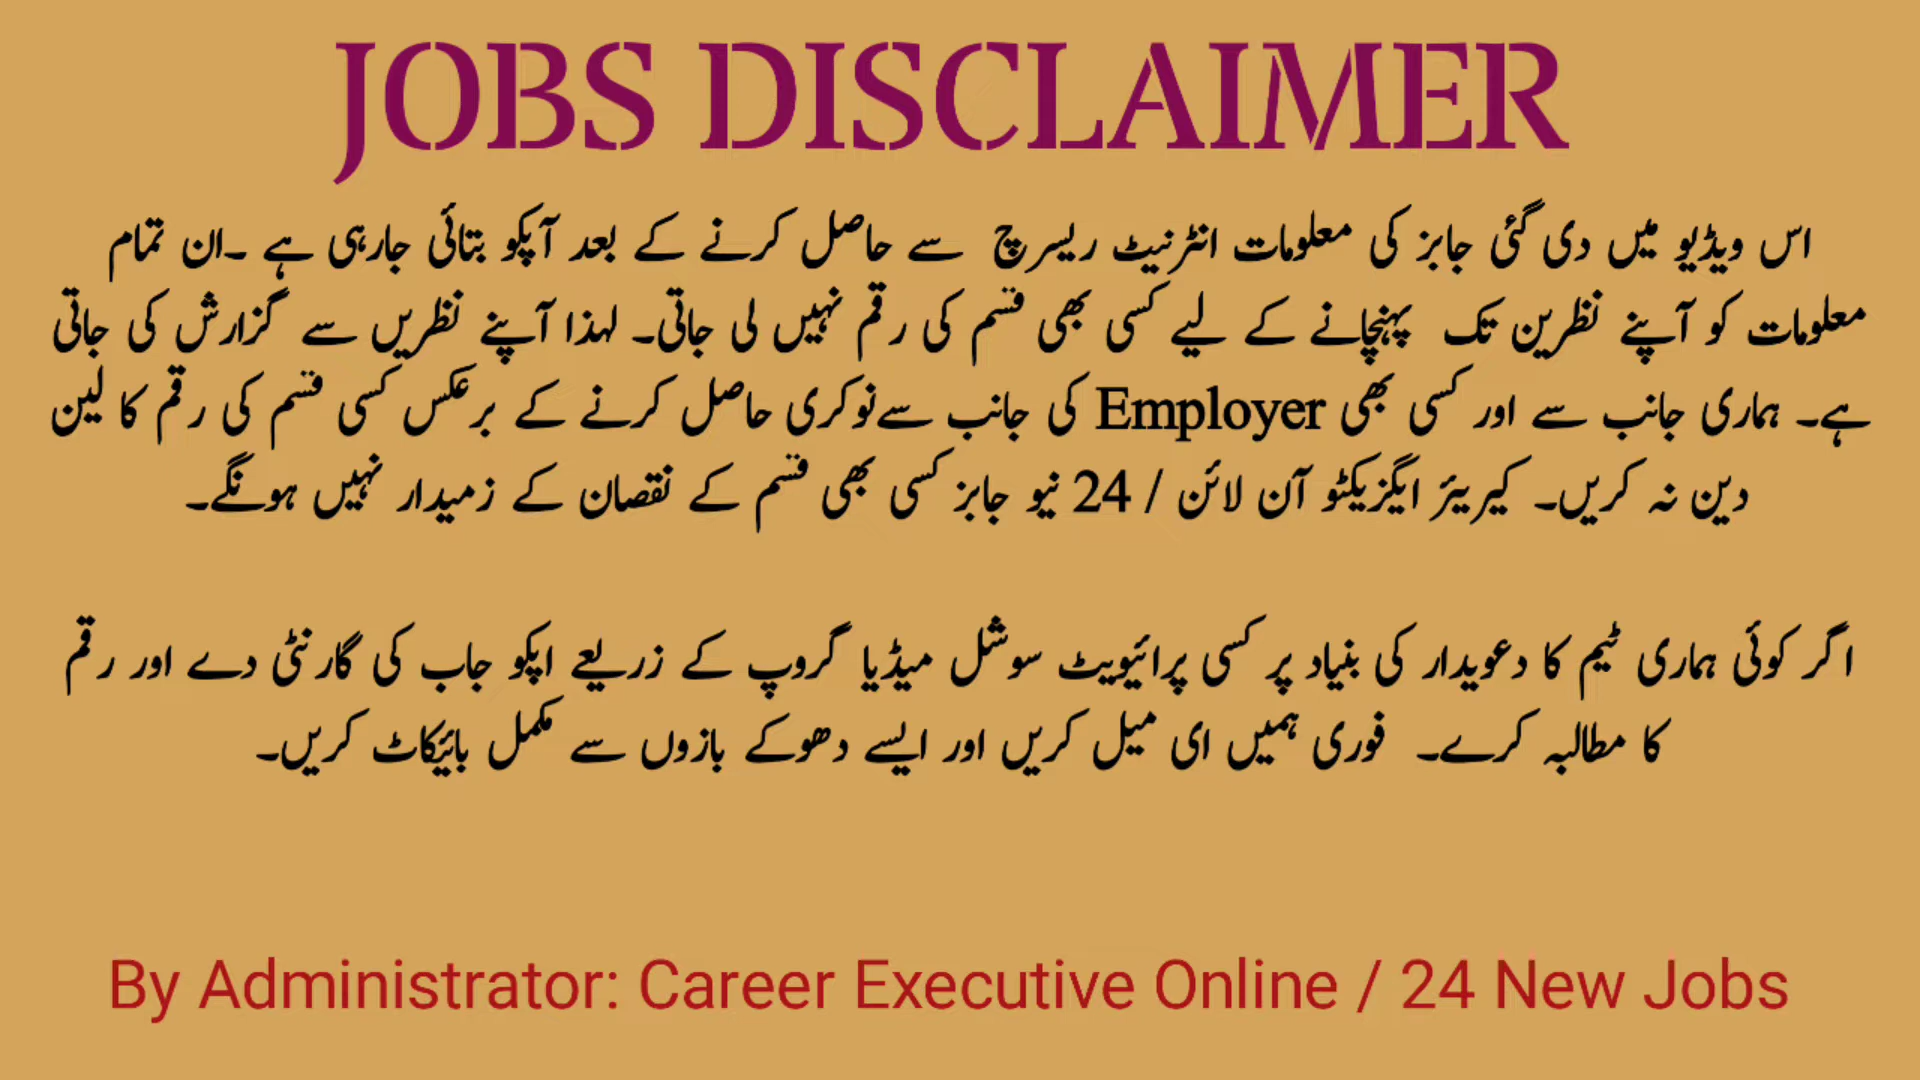 JOBS DISCLAIMER
اس ویڈیو میں دی گئی جابز کی معلومات انٹرنیٹ ریسرچ سے حاصل کرنے کے بعد آپکو بتائی جارہی ہے ۔ان تمام
معلومات کو آپنے نظرین تک پہنچانے کے لیے کسی بھی قسم کی رقم نہیں لی جاتی۔ لہذا آپنے نظریں سے گزارش کی جاتی
ہے۔ ہماری جانب سے اور کسی بھی Employer کی جانب سےنوکری حاصل کرنے کے برعکس کسی قسم کی رقم کا لین
دین نہ کریں۔ کیریئر ایگزیکٹو آن لائن / 24 نیو جابز کسی بھی قسم کے نقصان کے زمیدار نہیں ہونگے۔
اگر کوئی ہماری ٹیم کا دعویدار کی بنیاد پر کسی پرائیویٹ سوشل میڈیا گروپ کے زریعے اپکو جاب کی گارنٹی دے اور رقم
کا مطالبہ کرے۔ فوری ہمیں ای میل کریں اور ایسے دھوکے بازوں سے مکمل بائیکاٹ کریں۔
By Administrator: Career Executive Online / 24 New Jobs